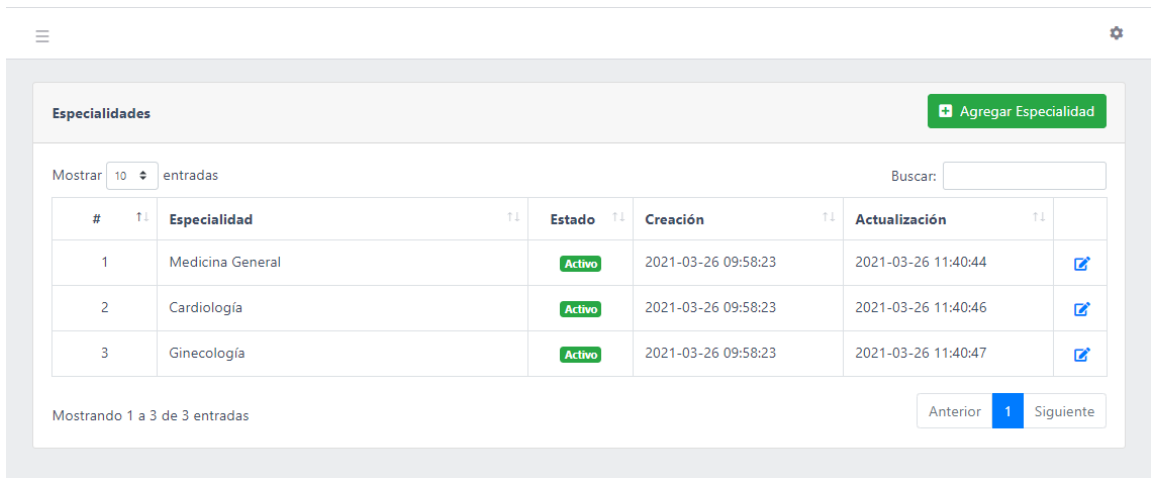 Especialidades Agregar Especialidad
Mostrar 10 entradas Buscar:
# Especialidad Estado Creación Actualización
1 Medicina General Activo 2021-03-26 09:58:23 2021-03-26 11:40:44
2 Cardiología Activo 2021-03-26 09:58:23 2021-03-26 11:40:46
3 Ginecología Activo 2021-03-26 09:58:23 2021-03-26 11:40:47
Mostrando 1 a 3 de 3 entradas Anterior 1 Siguiente